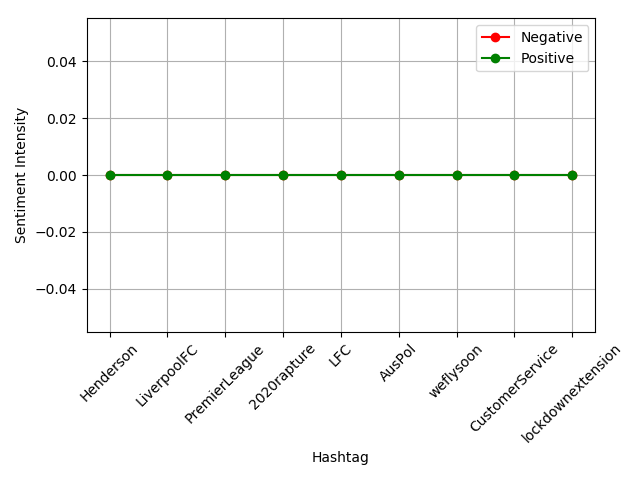 Negative
Positive
0.04
0.02
0.00
−0.02
−0.04
Sentiment Intensity
Henderson
LiverpoolFC
PremierLeague
2020rapture
LFC
AusPol
weflysoon
CustomerService
lockdownextension
Hashtag